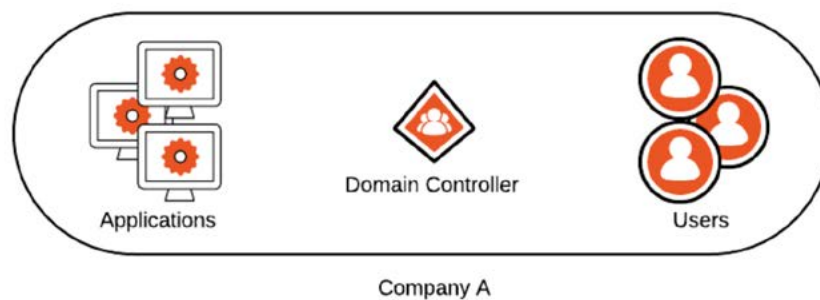 Applications
Domain Controller
Users
Company A